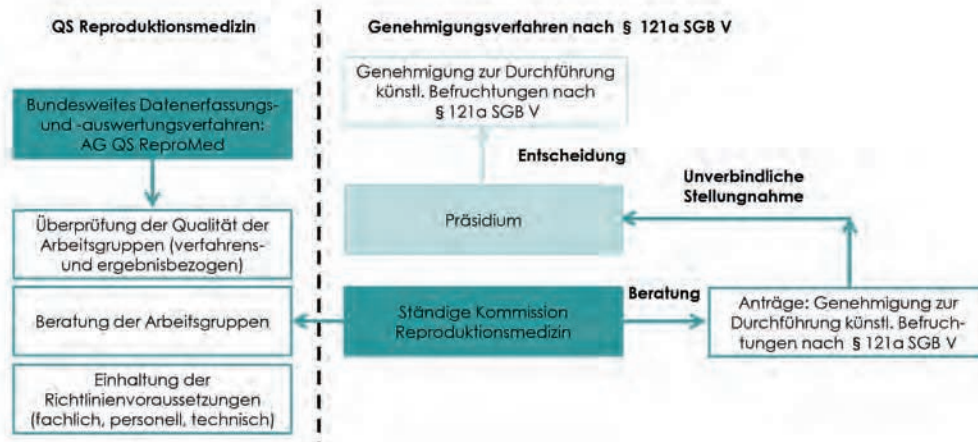 QS Reproduktionsmedizin
Bundesweites Datenerfassungs-
und -auswertungsverfahren:
AG QS ReproMed
Überprüfung der Qualität der
Arbeitsgruppen (verfahrens-
und ergebnisbezogen)
Beratung der Arbeitsgruppen
Einhaltung der
Richtlinienvoraussetzungen
(fachlich, personell, technisch)
Genehmigungsverfahren nach § 121a SGB V
Genehmigung zur Durchführung
künstl. Befruchtungen nach
§ 121a SGB V
Entscheidung
Unverbindliche
Stellungnahme
Präsidium
Ständige Kommission
Reproduktionsmedizin
Beratung
Anträge: Genehmigung zur
Durchführung künstl. Befruch-
tungen nach § 121a SGB V